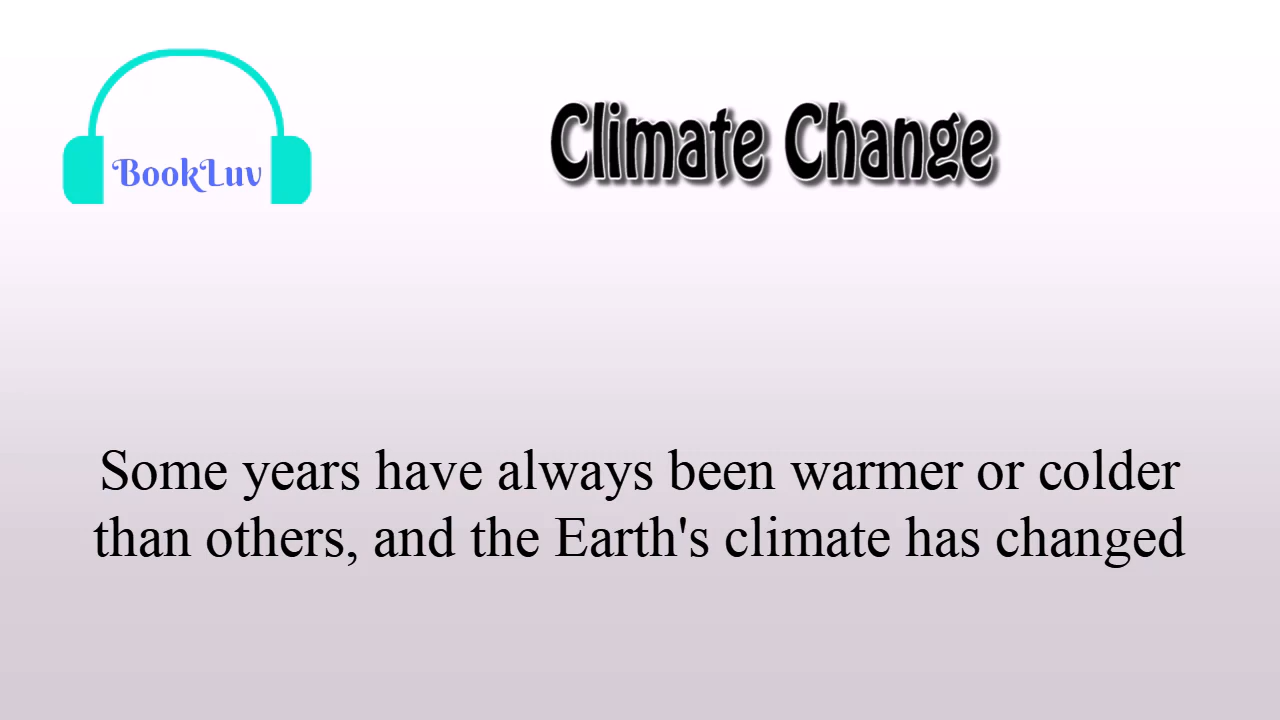 BookLuv
Climate Change
Some years have always been warmer or colder
than others, and the Earth's climate has changed